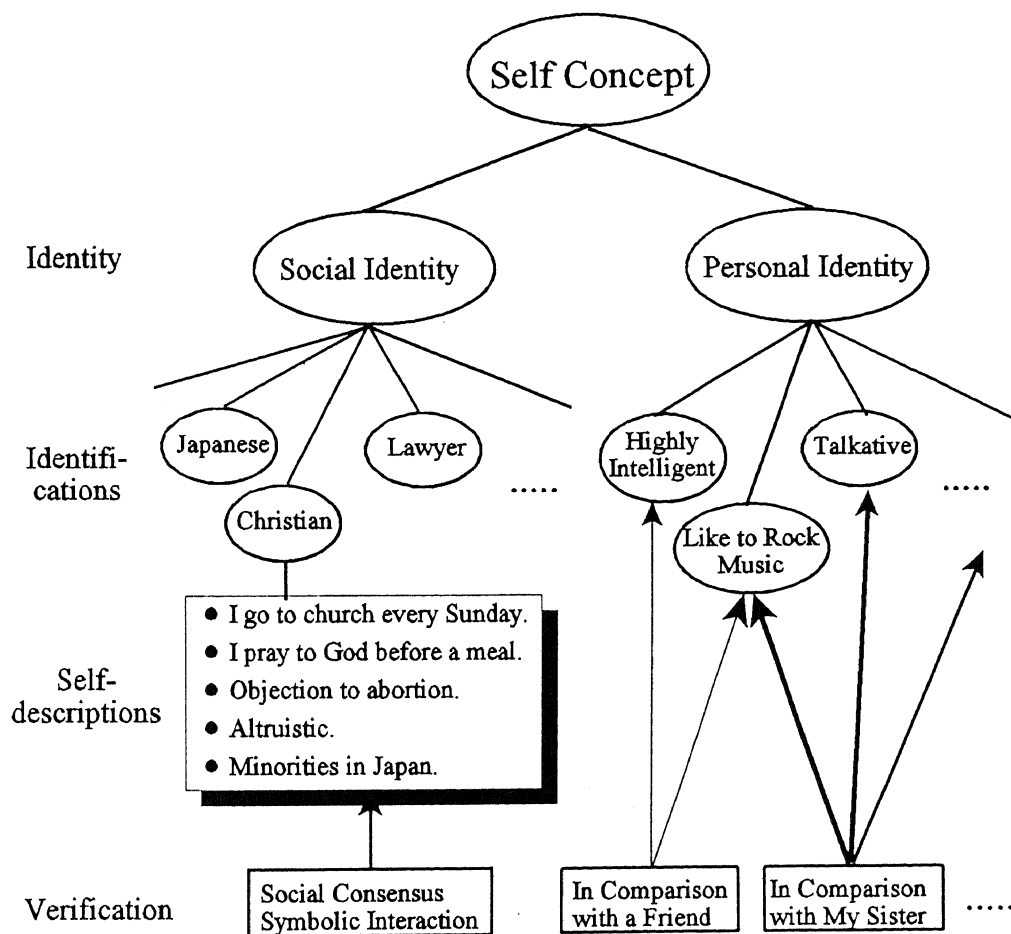 Self Concept
Identity
Social Identity
Personal Identity
Identifi-
cations
Japanese
Lawyer
Christian
.....
Highly
Intelligent
Talkative
Like to Rock
Music
.....
Self-
descriptions
● I go to church every Sunday.
● I pray to God before a meal.
● Objection to abortion.
● Altruistic.
● Minorities in Japan.
Verification
Social Consensus
Symbolic Interaction
In Comparison
with a Friend
In Comparison
with My Sister
.....